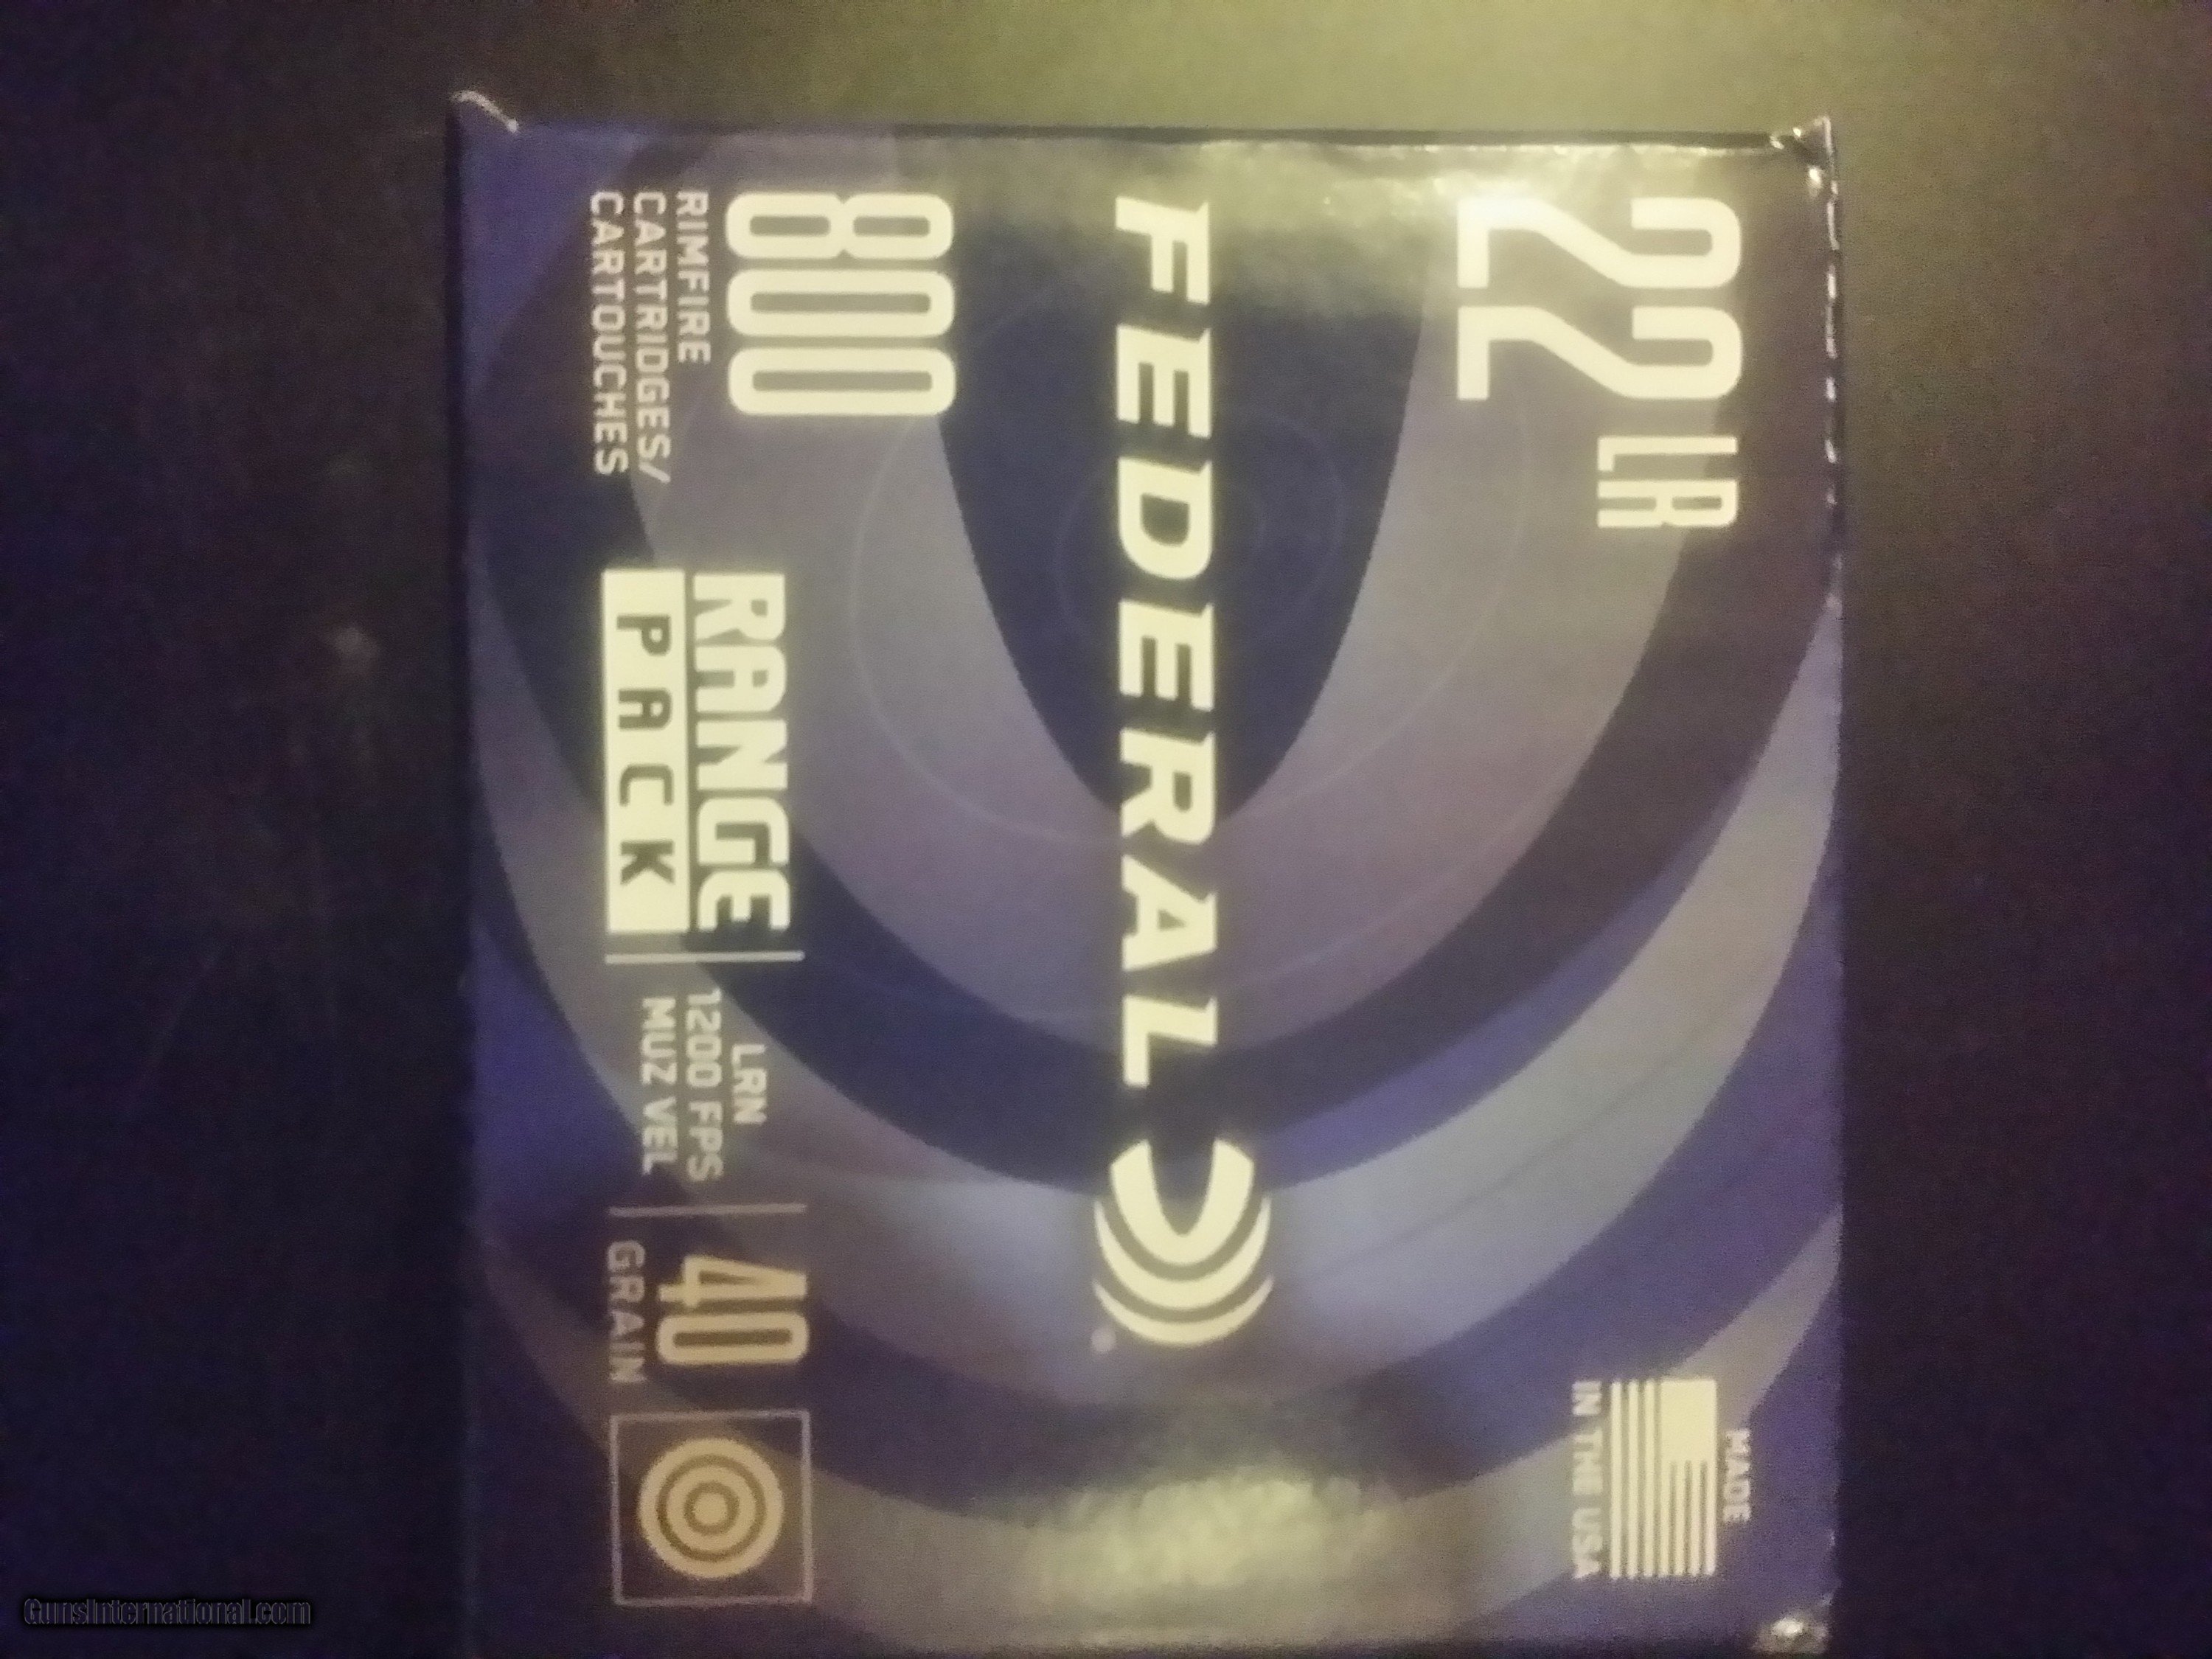 22 LR
MADE
IN THE USA
FEDERAL
®
800
RIMFIRE
CARTRIDGES/
CARTOUCHES
RANGE
PACK
LRN
1200 FPS
MUZ VEL
40
GRAIN
GunsInternational.com